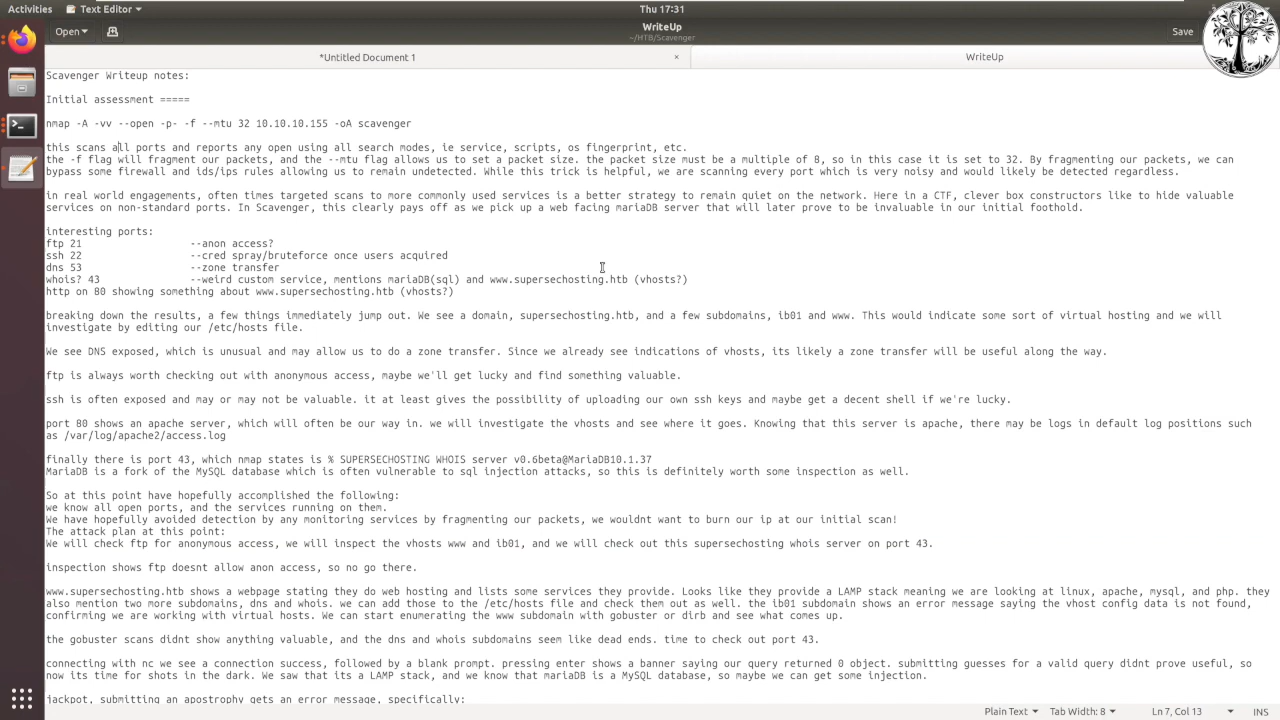 Activities
Text Editor
Thu 17:31
Open
WriteUp
~/HTB/Scavenger
Save
*Untitled Document 1
WriteUp
Scavenger Writeup notes:
Initial assessment =====
nmap -A -vv --open -p- -f --mtu 32 10.10.10.155 -oA scavenger
this scans all ports and reports any open using all search modes, ie service, scripts, os fingerprint, etc.
the -f flag will fragment our packets, and the --mtu flag allows us to set a packet size. the packet size must be a multiple of 8, so in this case it is set to 32. By fragmenting our packets, we can
bypass some firewall and ids/ips rules allowing us to remain undetected. While this trick is helpful, we are scanning every port which is very noisy and would likely be detected regardless.
in real world engagements, often times targeted scans to more commonly used services is a better strategy to remain quiet on the network. Here in a CTF, clever box constructors like to hide valuable
services on non-standard ports. In Scavenger, this clearly pays off as we pick up a web facing mariaDB server that will later prove to be invaluable in our initial foothold.
interesting ports:
ftp 21 --anon access?
ssh 22 --cred spray/bruteforce once users acquired
dns 53 --zone transfer
whois? 43 --weird custom service, mentions mariaDB(sql) and www.supersechosting.htb (vhosts?)
http on 80 showing something about www.supersechosting.htb (vhosts?)
breaking down the results, a few things immediately jump out. We see a domain, supersechosting.htb, and a few subdomains, ib01 and www. This would indicate some sort of virtual hosting and we will
investigate by editing our /etc/hosts file.
We see DNS exposed, which is unusual and may allow us to do a zone transfer. Since we already see indications of vhosts, its likely a zone transfer will be useful along the way.
ftp is always worth checking out with anonymous access, maybe we'll get lucky and find something valuable.
ssh is often exposed and may or may not be valuable. it at least gives the possibility of uploading our own ssh keys and maybe get a decent shell if we're lucky.
port 80 shows an apache server, which will often be our way in. we will investigate the vhosts and see where it goes. Knowing that this server is apache, there may be logs in default log positions such
as /var/log/apache2/access.log
finally there is port 43, which nmap states is % SUPERSECHOSTING WHOIS server v0.6beta@MariaDB10.1.37
MariaDB is a fork of the MySQL database which is often vulnerable to sql injection attacks, so this is definitely worth some inspection as well.
So at this point have hopefully accomplished the following:
we know all open ports, and the services running on them.
We have hopefully avoided detection by any monitoring services by fragmenting our packets, we wouldnt want to burn our ip at our initial scan!
The attack plan at this point:
We will check ftp for anonymous access, we will inspect the vhosts www and ib01, and we will check out this supersechosting whois server on port 43.
inspection shows ftp doesnt allow anon access, so no go there.
www.supersechosting.htb shows a webpage stating they do web hosting and lists some services they provide. Looks like they provide a LAMP stack meaning we are looking at linux, apache, mysql, and php. they
also mention two more subdomains, dns and whois. we can add those to the /etc/hosts file and check them out as well. the ib01 subdomain shows an error message saying the vhost config data is not found,
confirming we are working with virtual hosts. We can start enumerating the www subdomain with gobuster or dirb and see what comes up.
the gobuster scans didnt show anything valuable, and the dns and whois subdomains seem like dead ends. time to check out port 43.
connecting with nc we see a connection success, followed by a blank prompt. pressing enter shows a banner saying our query returned 0 object. submitting guesses for a valid query didnt prove useful, so
now its time for shots in the dark. We saw that its a LAMP stack, and we know that mariaDB is a MySQL database, so maybe we can get some injection.
jackpot, submitting an apostrophy gets an error message, specifically:
Plain Text
Tab Width: 8
Ln 7, Col 13
INS